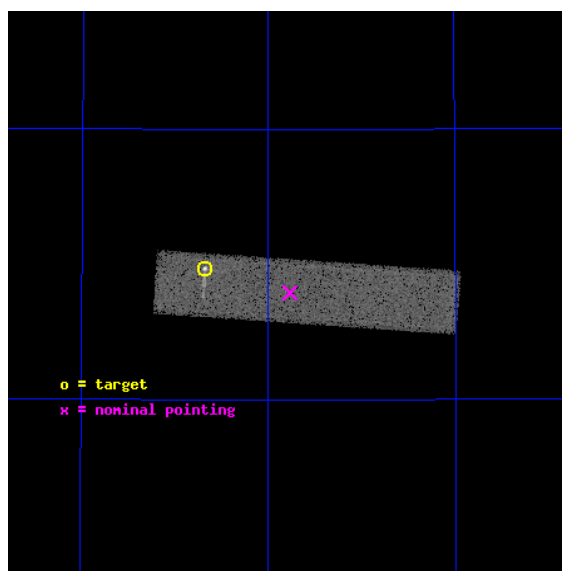 o = target
x = nominal pointing